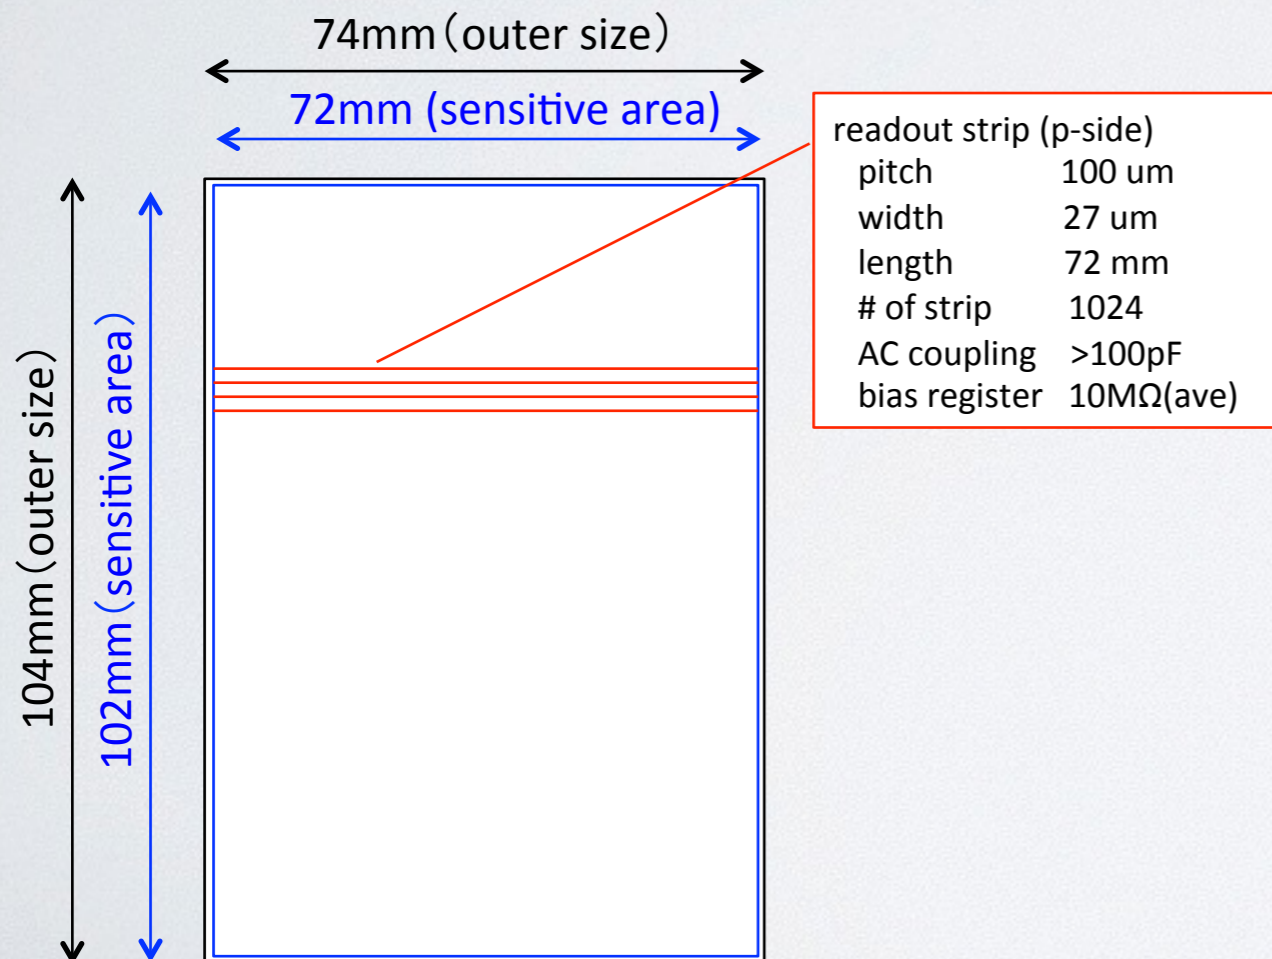 74mm（outer size）
72mm (sensitive area)
104mm（outer size）
102mm（sensitive area）
readout strip (p-side)
pitch 100 um
width 27 um
length 72 mm
# of strip 1024
AC coupling >100pF
bias register 10MΩ(ave)